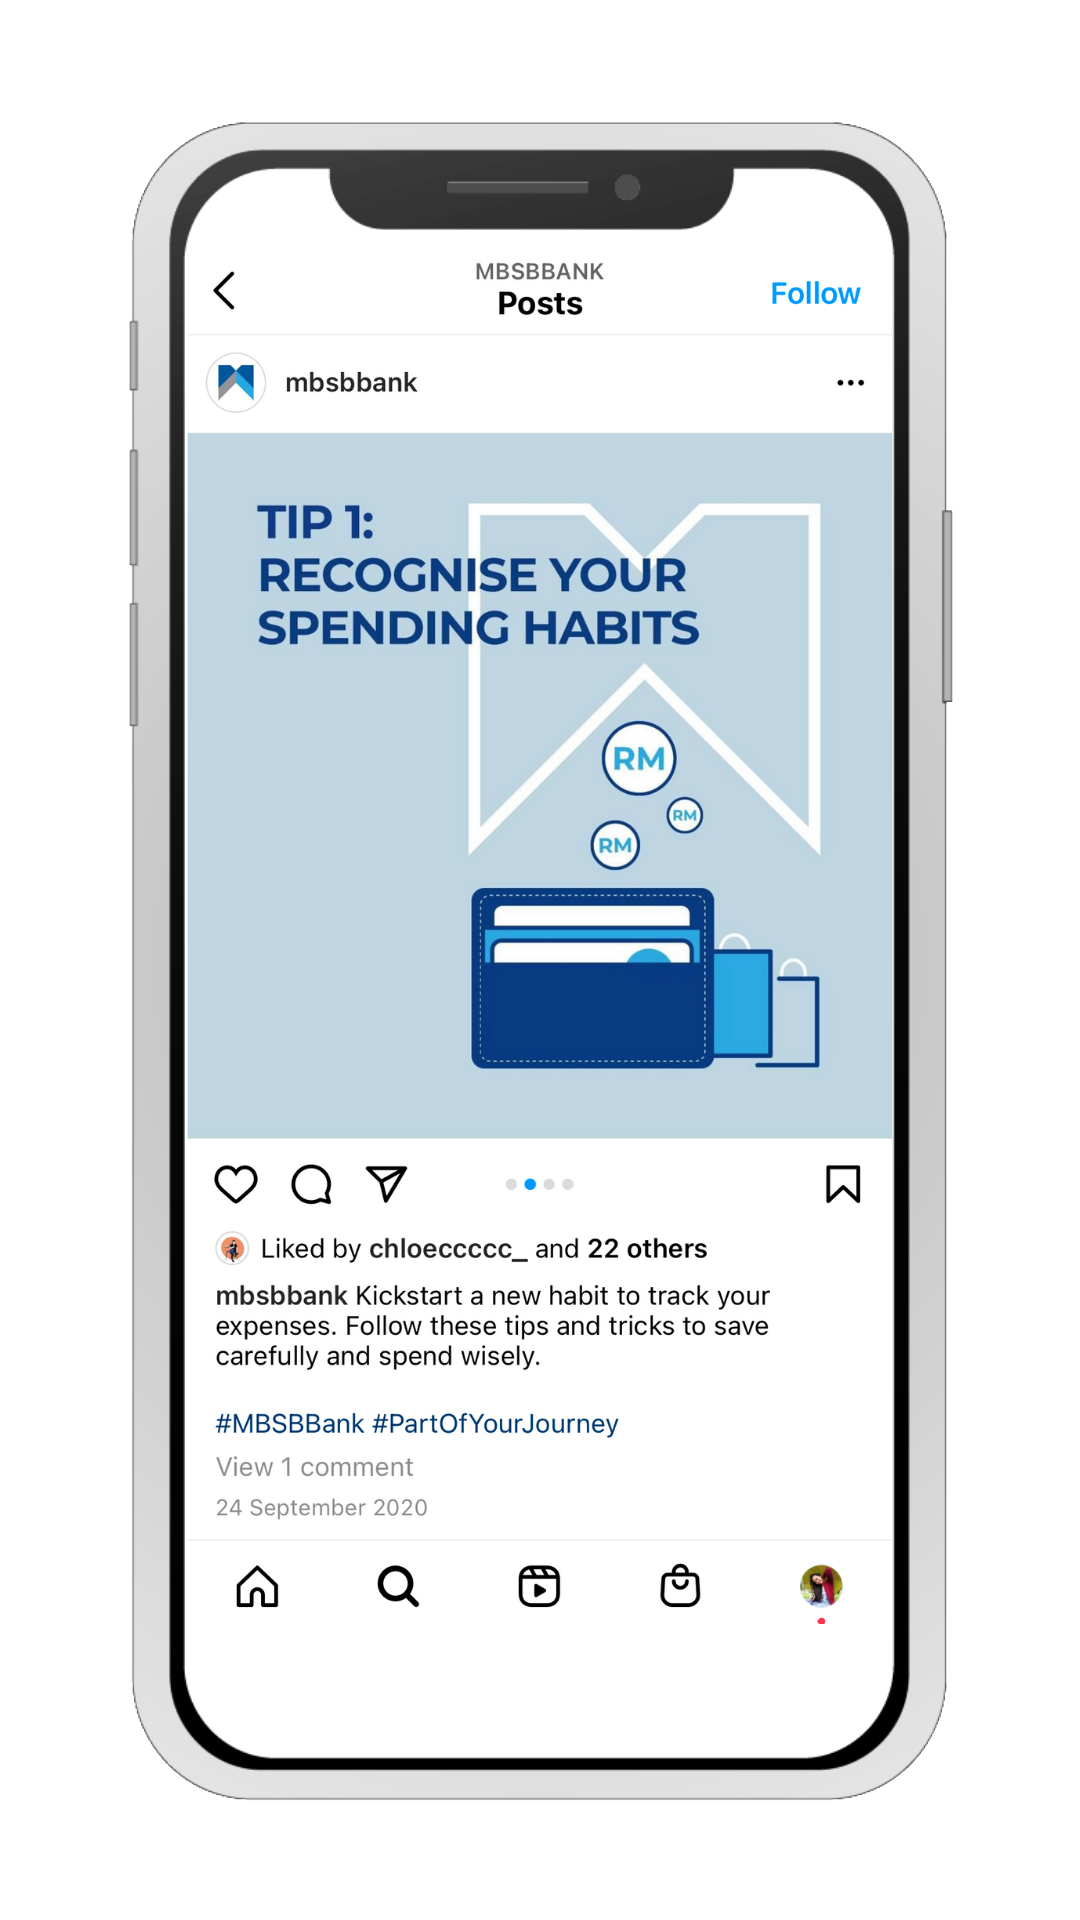 MBSBBANK
Posts
Follow
mbsbbank
TIP 1:
RECOGNISE YOUR
SPENDING HABITS
RM
RM
RM
Liked by chloeccccc_ and 22 others
mbsbbank Kickstart a new habit to track your
expenses. Follow these tips and tricks to save
carefully and spend wisely.
#MBSBBank #PartOfYourJourney
View 1 comment
24 September 2020